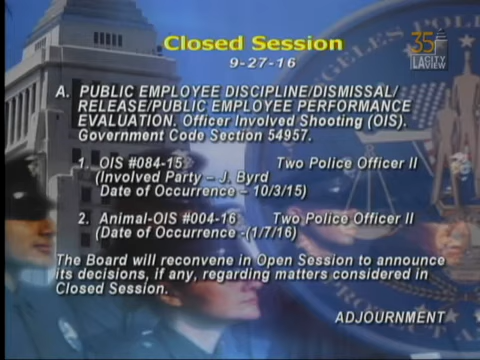 Closed Session
9-27-16
35
LA CITY
VIEW
A. PUBLIC EMPLOYEE DISCIPLINE/DISMISSAL/
RELEASE/PUBLIC EMPLOYEE PERFORMANCE
EVALUATION. Officer Involved Shooting (OIS).
Government Code Section 54957.
1. OIS #084-15 Two Police Officer II
(Involved Party – J. Byrd
Date of Occurrence – 10/3/15)
2. Animal-OIS #004-16 Two Police Officer II
(Date of Occurrence -(1/7/16)
The Board will reconvene in Open Session to announce
its decisions, if any, regarding matters considered in
Closed Session.
ADJOURNMENT